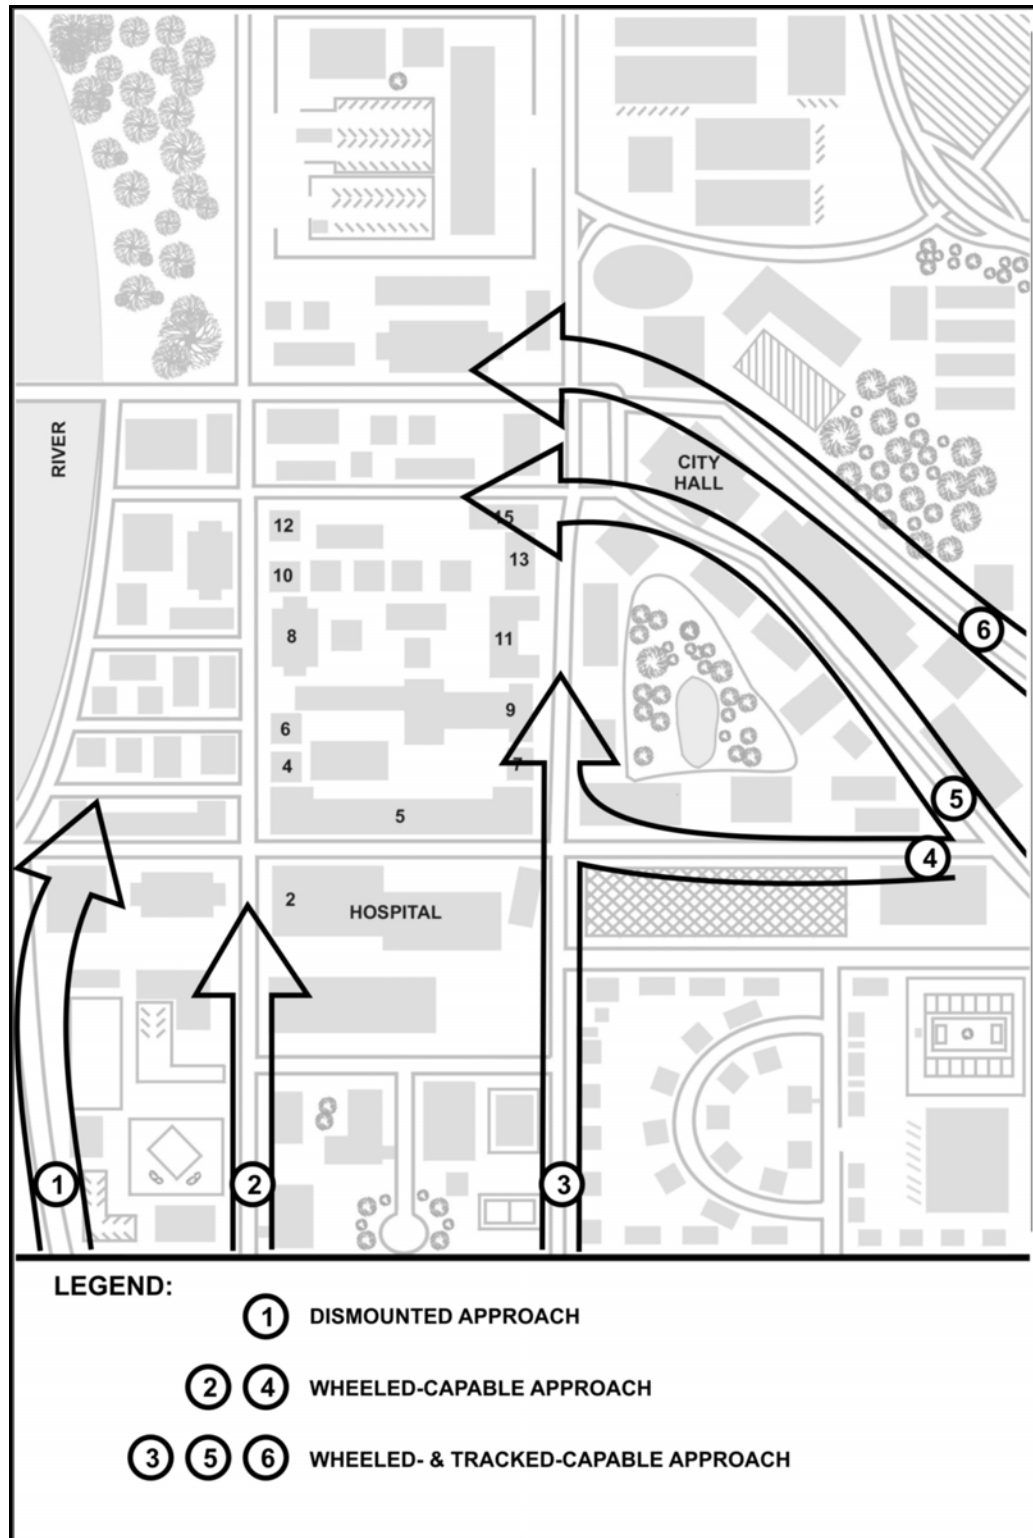 RIVER
CITY
HALL
12
15
10
13
8
11
6
9
4
7
5
2
HOSPITAL
6
5
4
1
2
3
LEGEND:
1 DISMOUNTED APPROACH
2 4 WHEELED-CAPABLE APPROACH
3 5 6 WHEELED- & TRACKED-CAPABLE APPROACH